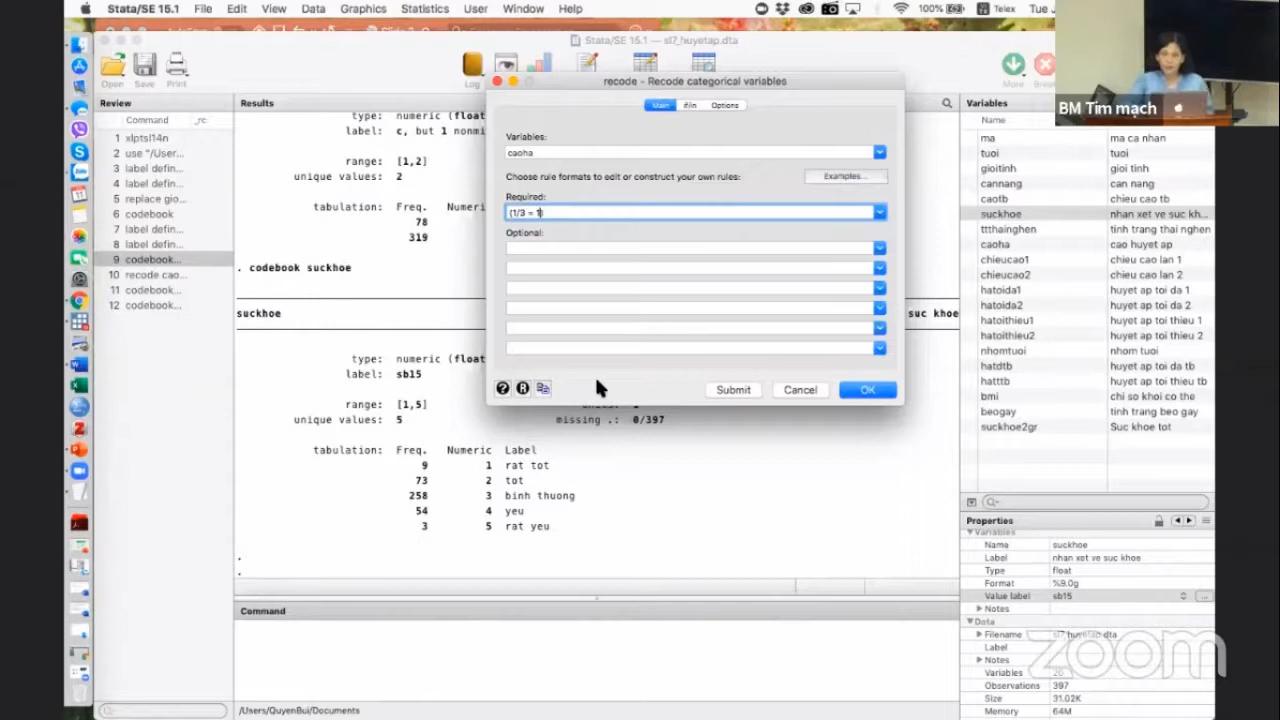 Stata/SE 15.1 File Edit View Data Graphics Statistics User Window Help 100% Telex Tue
Stata/SE 15.1 — sl7_huyetap.dta
Open Save Print Log More
Review
Command _rc
1 xlptsl14n
2 use "/User...
3 label defin...
4 label defin...
5 replace gio...
6 codebook
7 label defin...
8 label defin...
9 codebook...
10 recode cao...
11 codebook...
12 codebook...
Results
type: numeric (float
label: c, but 1 nonmi
range: [1,2]
unique values: 2
tabulation: Freq. Numeri
78
319
. codebook suckhoe
suckhoe suc khoe
type: numeric (float
label: sb15
range: [1,5]
unique values: 5 missing .: 0/397
tabulation: Freq. Numeric Label
9 1 rat tot
73 2 tot
258 3 binh thuong
54 4 yeu
3 5 rat yeu
.
.
Command
/Users/QuyenBui/Documents
recode - Recode categorical variables
Main if/in Options
Variables:
caoha
Choose rule formats to edit or construct your own rules: Examples...
Required:
(1/3 = 1)
Optional:
Submit Cancel OK
BM Tim mạch
Variables
Name
ma ma ca nhan
tuoi tuoi
gioitinh gioi tinh
cannang can nang
caotb chieu cao tb
suckhoe nhan xet ve suc kh...
ttthainghen tinh trang thai nghen
caoha cao huyet ap
chieucao1 chieu cao lan 1
chieucao2 chieu cao lan 2
hatoida1 huyet ap toi da 1
hatoida2 huyet ap toi da 2
hatoithieu1 huyet ap toi thieu 1
hatoithieu2 huyet ap toi thieu 2
nhomtuoi nhom tuoi
hatdtb huyet ap toi da tb
hatttb huyet ap toi thieu tb
bmi chi so khoi co the
beogay tinh trang beo gay
suckhoe2gr Suc khoe tot
Properties
Variables
Name suckhoe
Label nhan xet ve suc khoe
Type float
Format %9.0g
Value label sb15
Notes
Data
Filename sl7_huyetap.dta
Label
Notes
Variables
Observations 397
Size 31.02K
Memory 64M
zoom